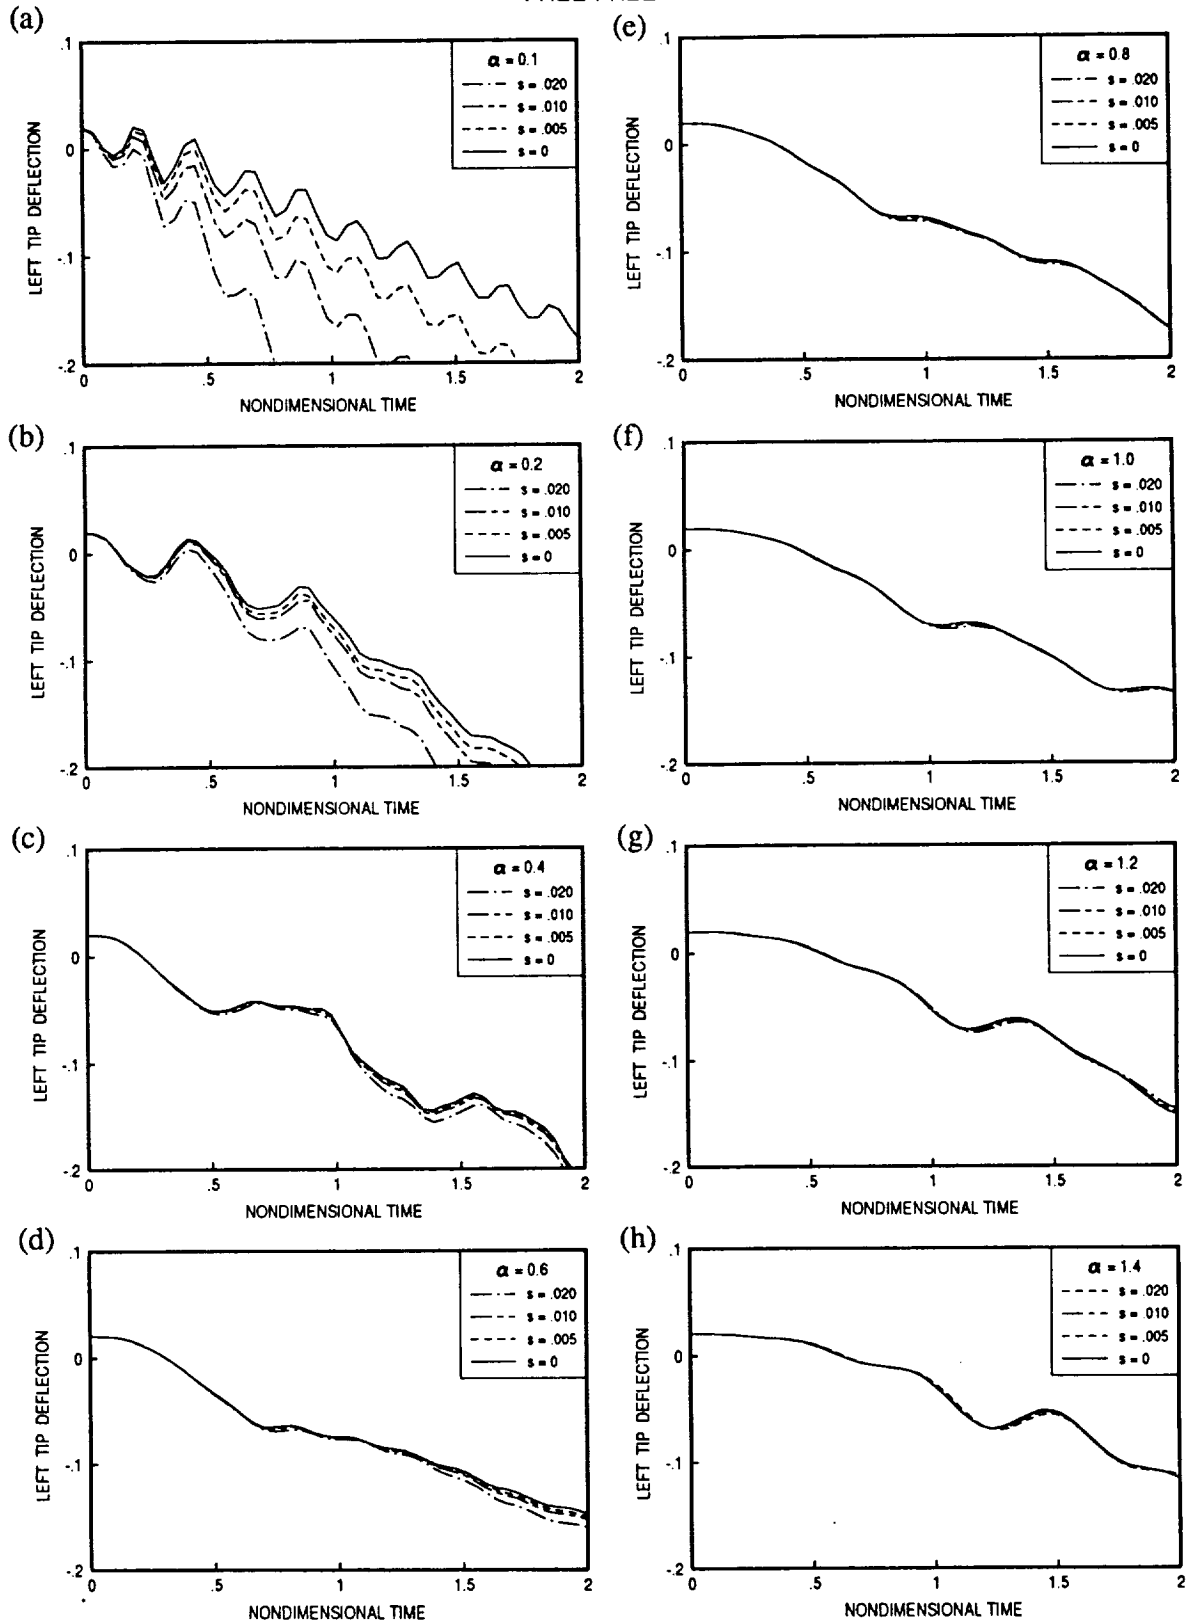 (a)
.1
0
-.1
-.2
0
.5
1
1.5
2
LEFT TIP DEFLECTION
NONDIMENSIONAL TIME
α = 0.1
s = .020
s = .010
s = .005
s = 0
(b)
.1
0
-.1
-.2
0
.5
1
1.5
2
LEFT TIP DEFLECTION
NONDIMENSIONAL TIME
α = 0.2
s = .020
s = .010
s = .005
s = 0
(c)
.1
0
-.1
-.2
0
.5
1
1.5
2
LEFT TIP DEFLECTION
NONDIMENSIONAL TIME
α = 0.4
s = .020
s = .010
s = .005
s = 0
(d)
.1
0
-.1
-.2
0
.5
1
1.5
2
LEFT TIP DEFLECTION
NONDIMENSIONAL TIME
α = 0.6
s = .020
s = .010
s = .005
s = 0
(e)
.1
0
-.1
-.2
0
.5
1
1.5
2
LEFT TIP DEFLECTION
NONDIMENSIONAL TIME
α = 0.8
s = .020
s = .010
s = .005
s = 0
(f)
.1
0
-.1
-.2
0
.5
1
1.5
2
LEFT TIP DEFLECTION
NONDIMENSIONAL TIME
α = 1.0
s = .020
s = .010
s = .005
s = 0
(g)
.1
0
-.1
-.2
0
.5
1
1.5
2
LEFT TIP DEFLECTION
NONDIMENSIONAL TIME
α = 1.2
s = .020
s = .010
s = .005
s = 0
(h)
.1
0
-.1
-.2
0
.5
1
1.5
2
LEFT TIP DEFLECTION
NONDIMENSIONAL TIME
α = 1.4
s = .020
s = .010
s = .005
s = 0